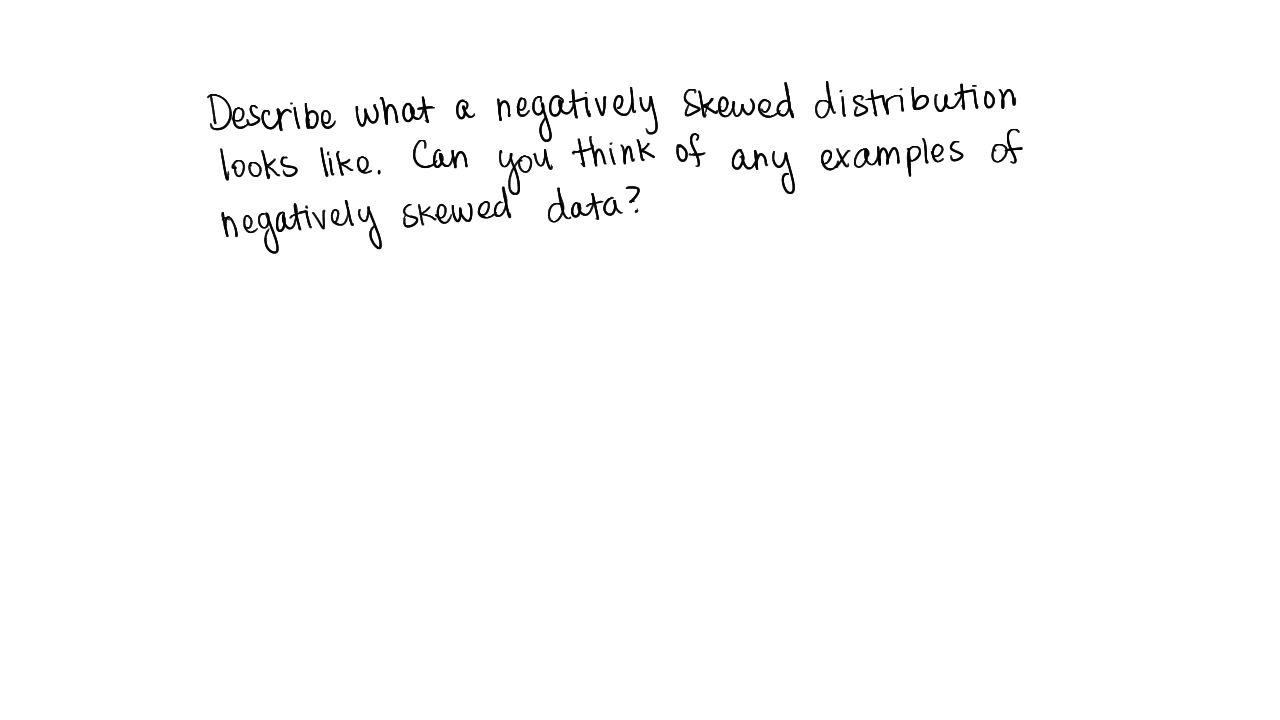 Describe what a negatively skewed distribution
looks like. Can you think of any examples of
negatively skewed data?